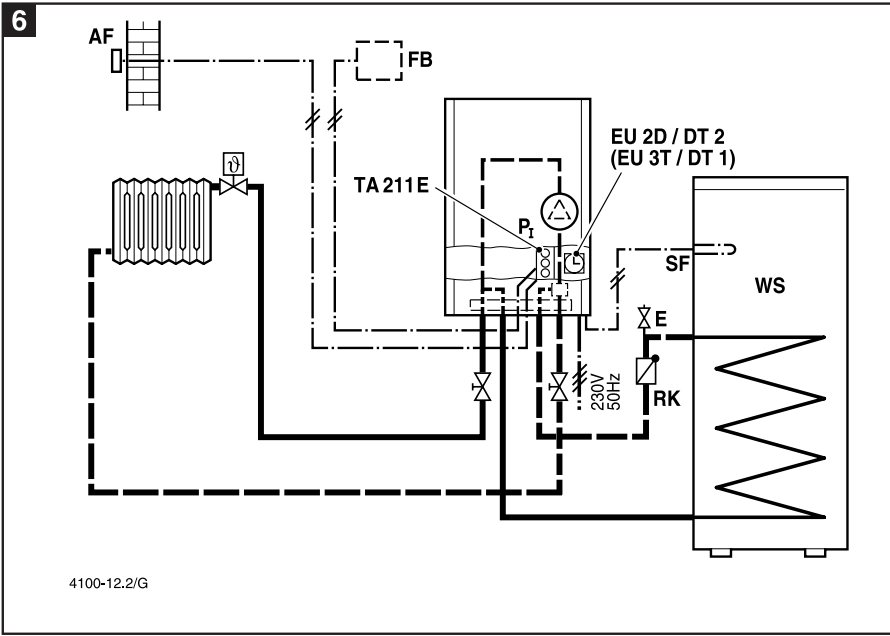 6
AF
FB
EU 2D / DT 2
(EU 3T / DT 1)
ϑ
TA 211 E
PI
SF
WS
E
RK
230V
50Hz
4100-12.2/G